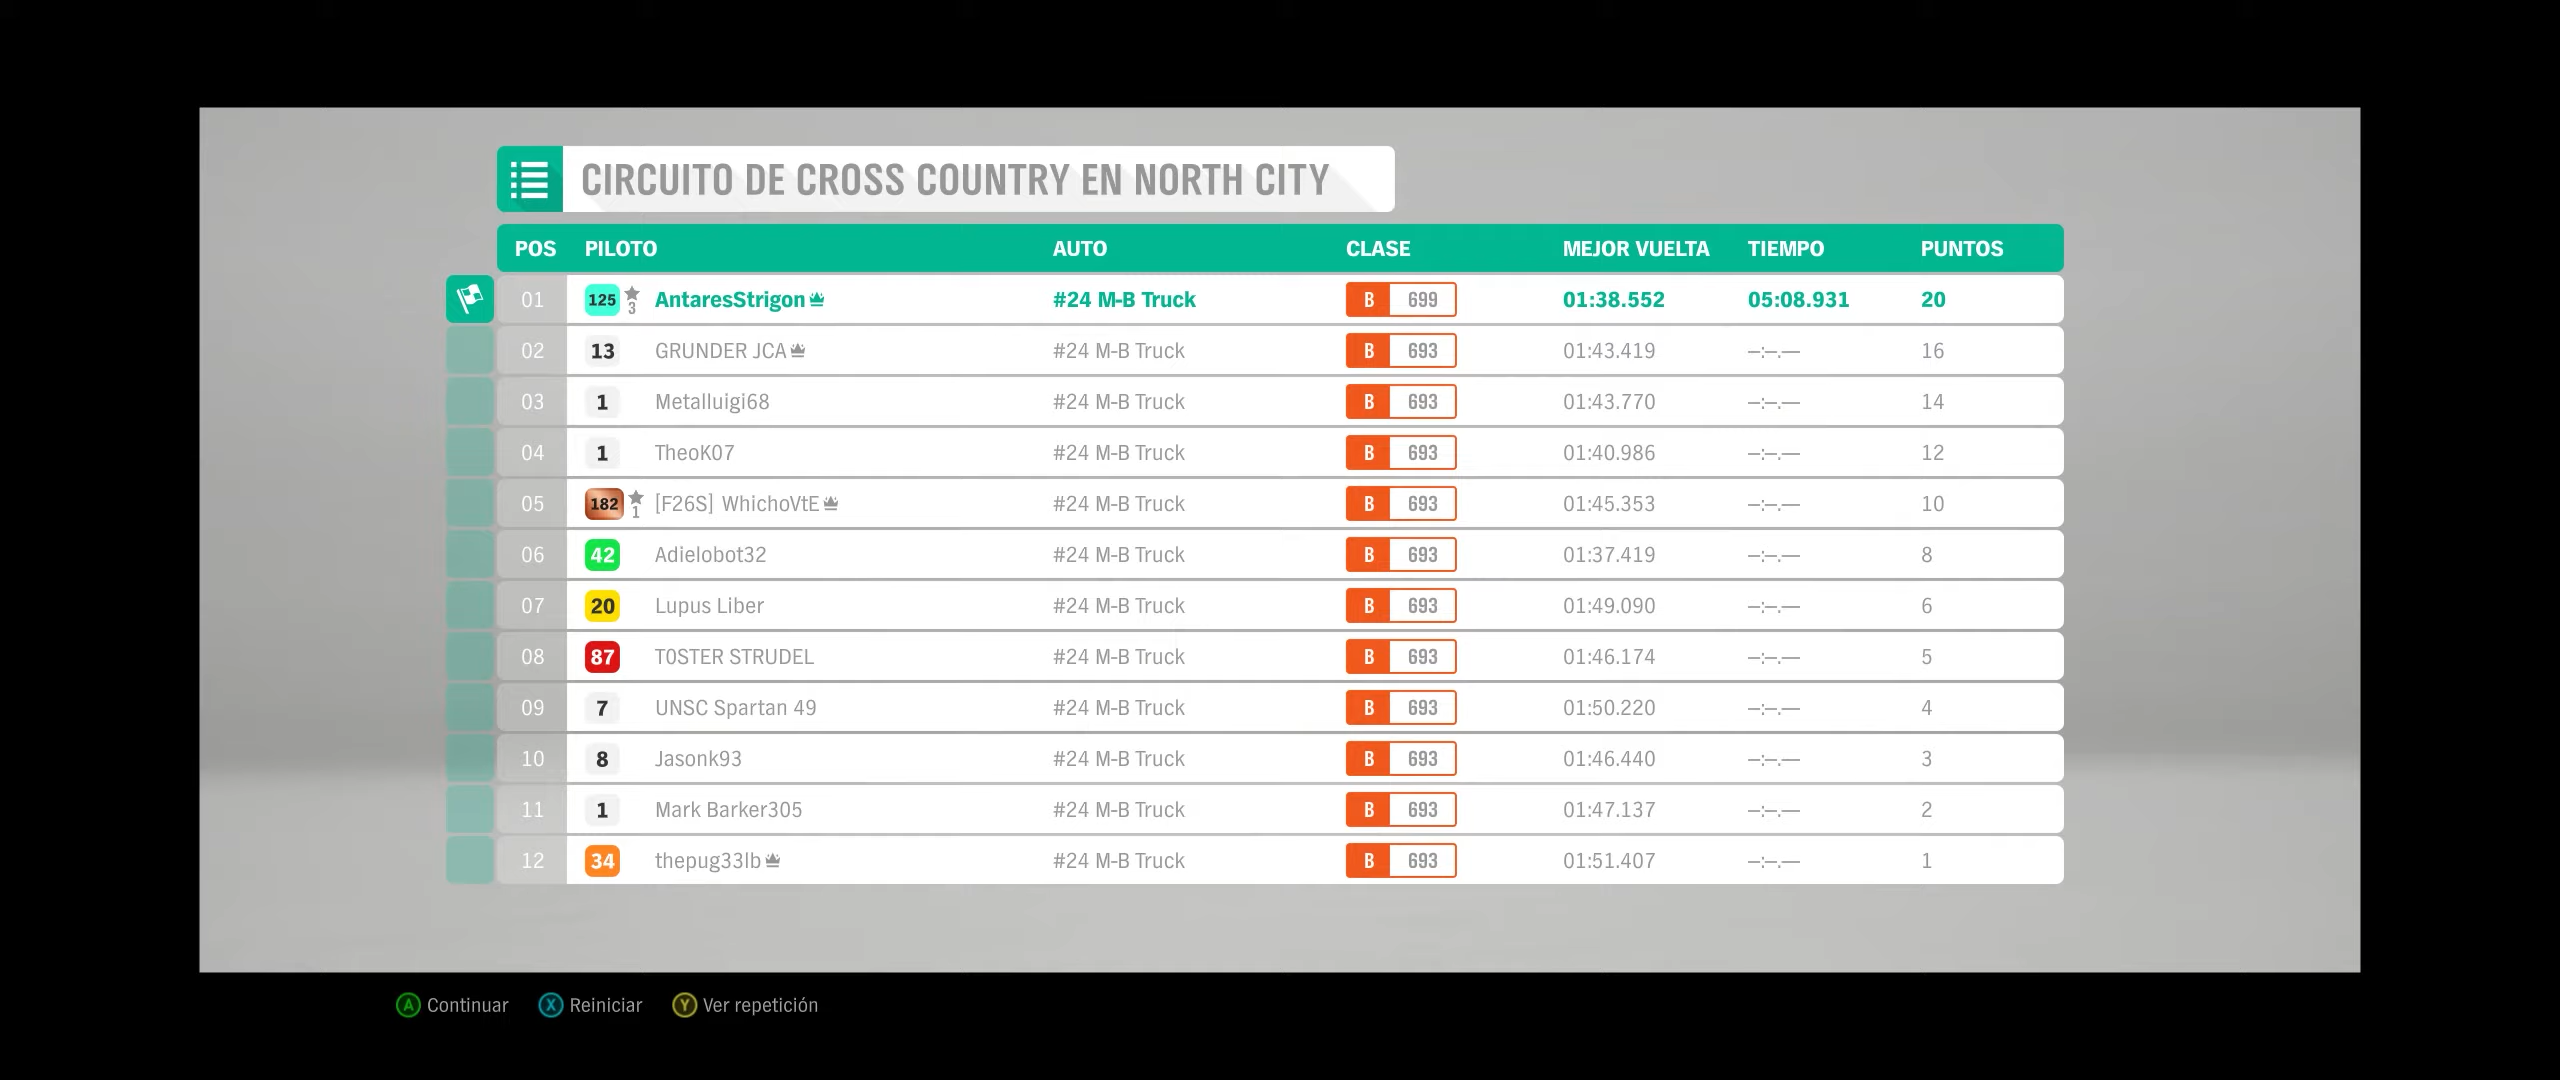 CIRCUITO DE CROSS COUNTRY EN NORTH CITY
POS PILOTO AUTO CLASE MEJOR VUELTA TIEMPO PUNTOS
01 125 3 AntaresStrigon #24 M-B Truck B 699 01:38.552 05:08.931 20
02 13 GRUNDER JCA #24 M-B Truck B 693 01:43.419 –:–.— 16
03 1 Metalluigi68 #24 M-B Truck B 693 01:43.770 –:–.— 14
04 1 TheoK07 #24 M-B Truck B 693 01:40.986 –:–.— 12
05 182 1 [F26S] WhichoVtE #24 M-B Truck B 693 01:45.353 –:–.— 10
06 42 Adielobot32 #24 M-B Truck B 693 01:37.419 –:–.— 8
07 20 Lupus Liber #24 M-B Truck B 693 01:49.090 –:–.— 6
08 87 T0STER STRUDEL #24 M-B Truck B 693 01:46.174 –:–.— 5
09 7 UNSC Spartan 49 #24 M-B Truck B 693 01:50.220 –:–.— 4
10 8 Jasonk93 #24 M-B Truck B 693 01:46.440 –:–.— 3
11 1 Mark Barker305 #24 M-B Truck B 693 01:47.137 –:–.— 2
12 34 thepug33lb #24 M-B Truck B 693 01:51.407 –:–.— 1
A Continuar X Reiniciar Y Ver repetición